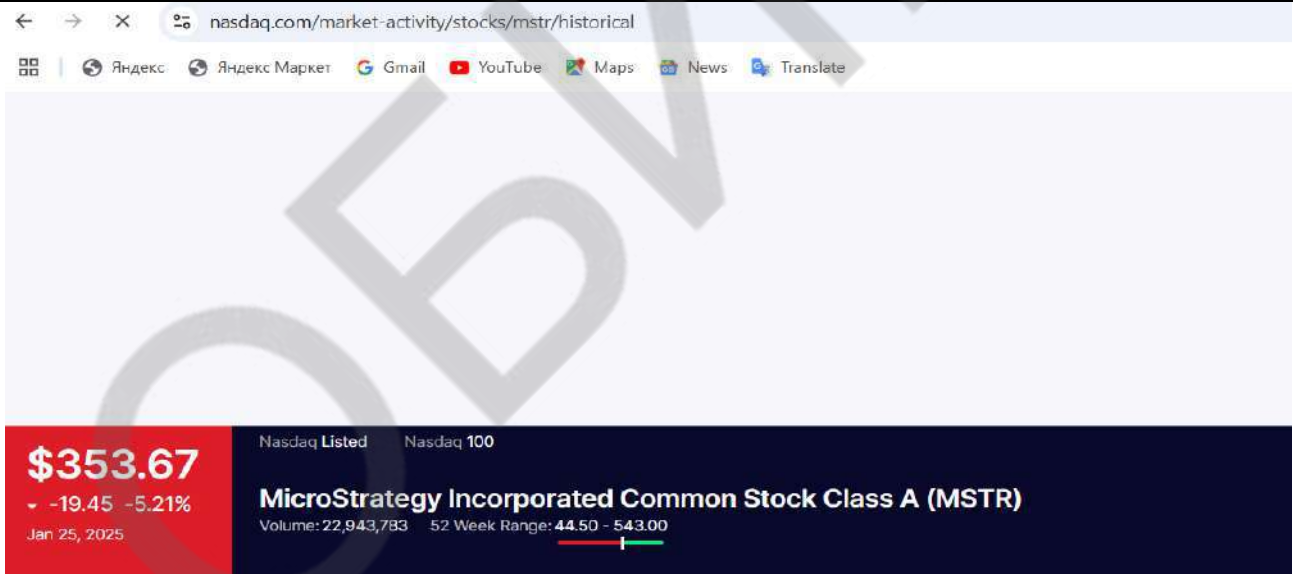 nasdaq.com/market-activity/stocks/mstr/historical
Яндекс Яндекс Маркет Gmail YouTube Maps News Translate
$353.67
-19.45 -5.21%
Jan 25, 2025
Nasdaq Listed Nasdaq 100
MicroStrategy Incorporated Common Stock Class A (MSTR)
Volume: 22,943,783 52 Week Range: 44.50 - 543.00